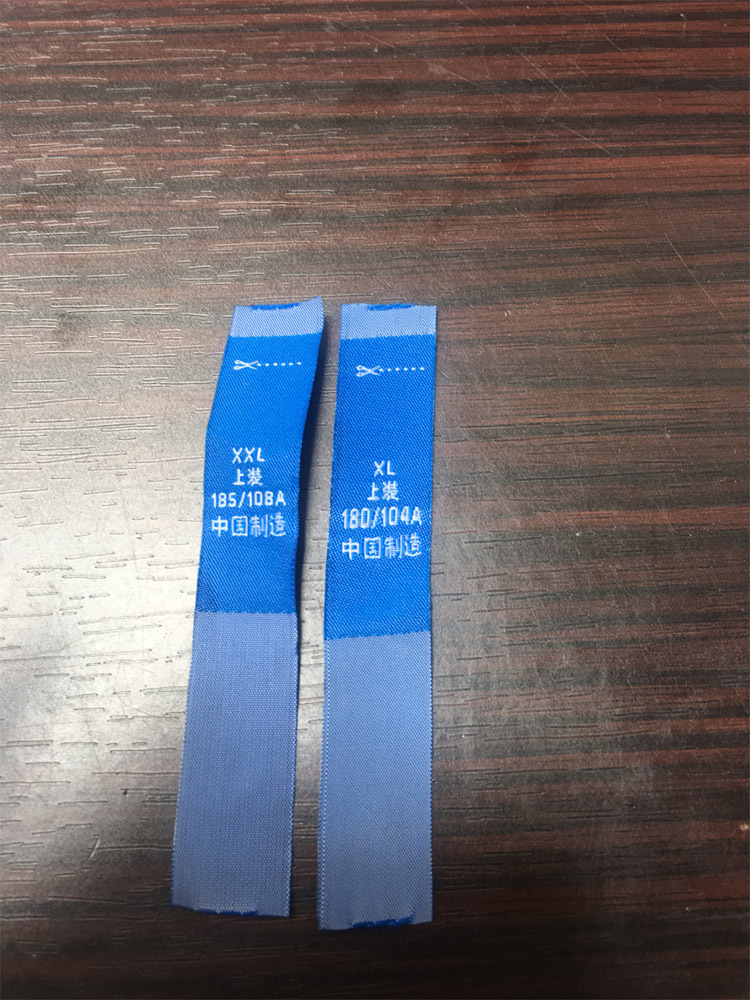 XXL
上装
185/108A
中国制造
XL
上装
180/104A
中国制造